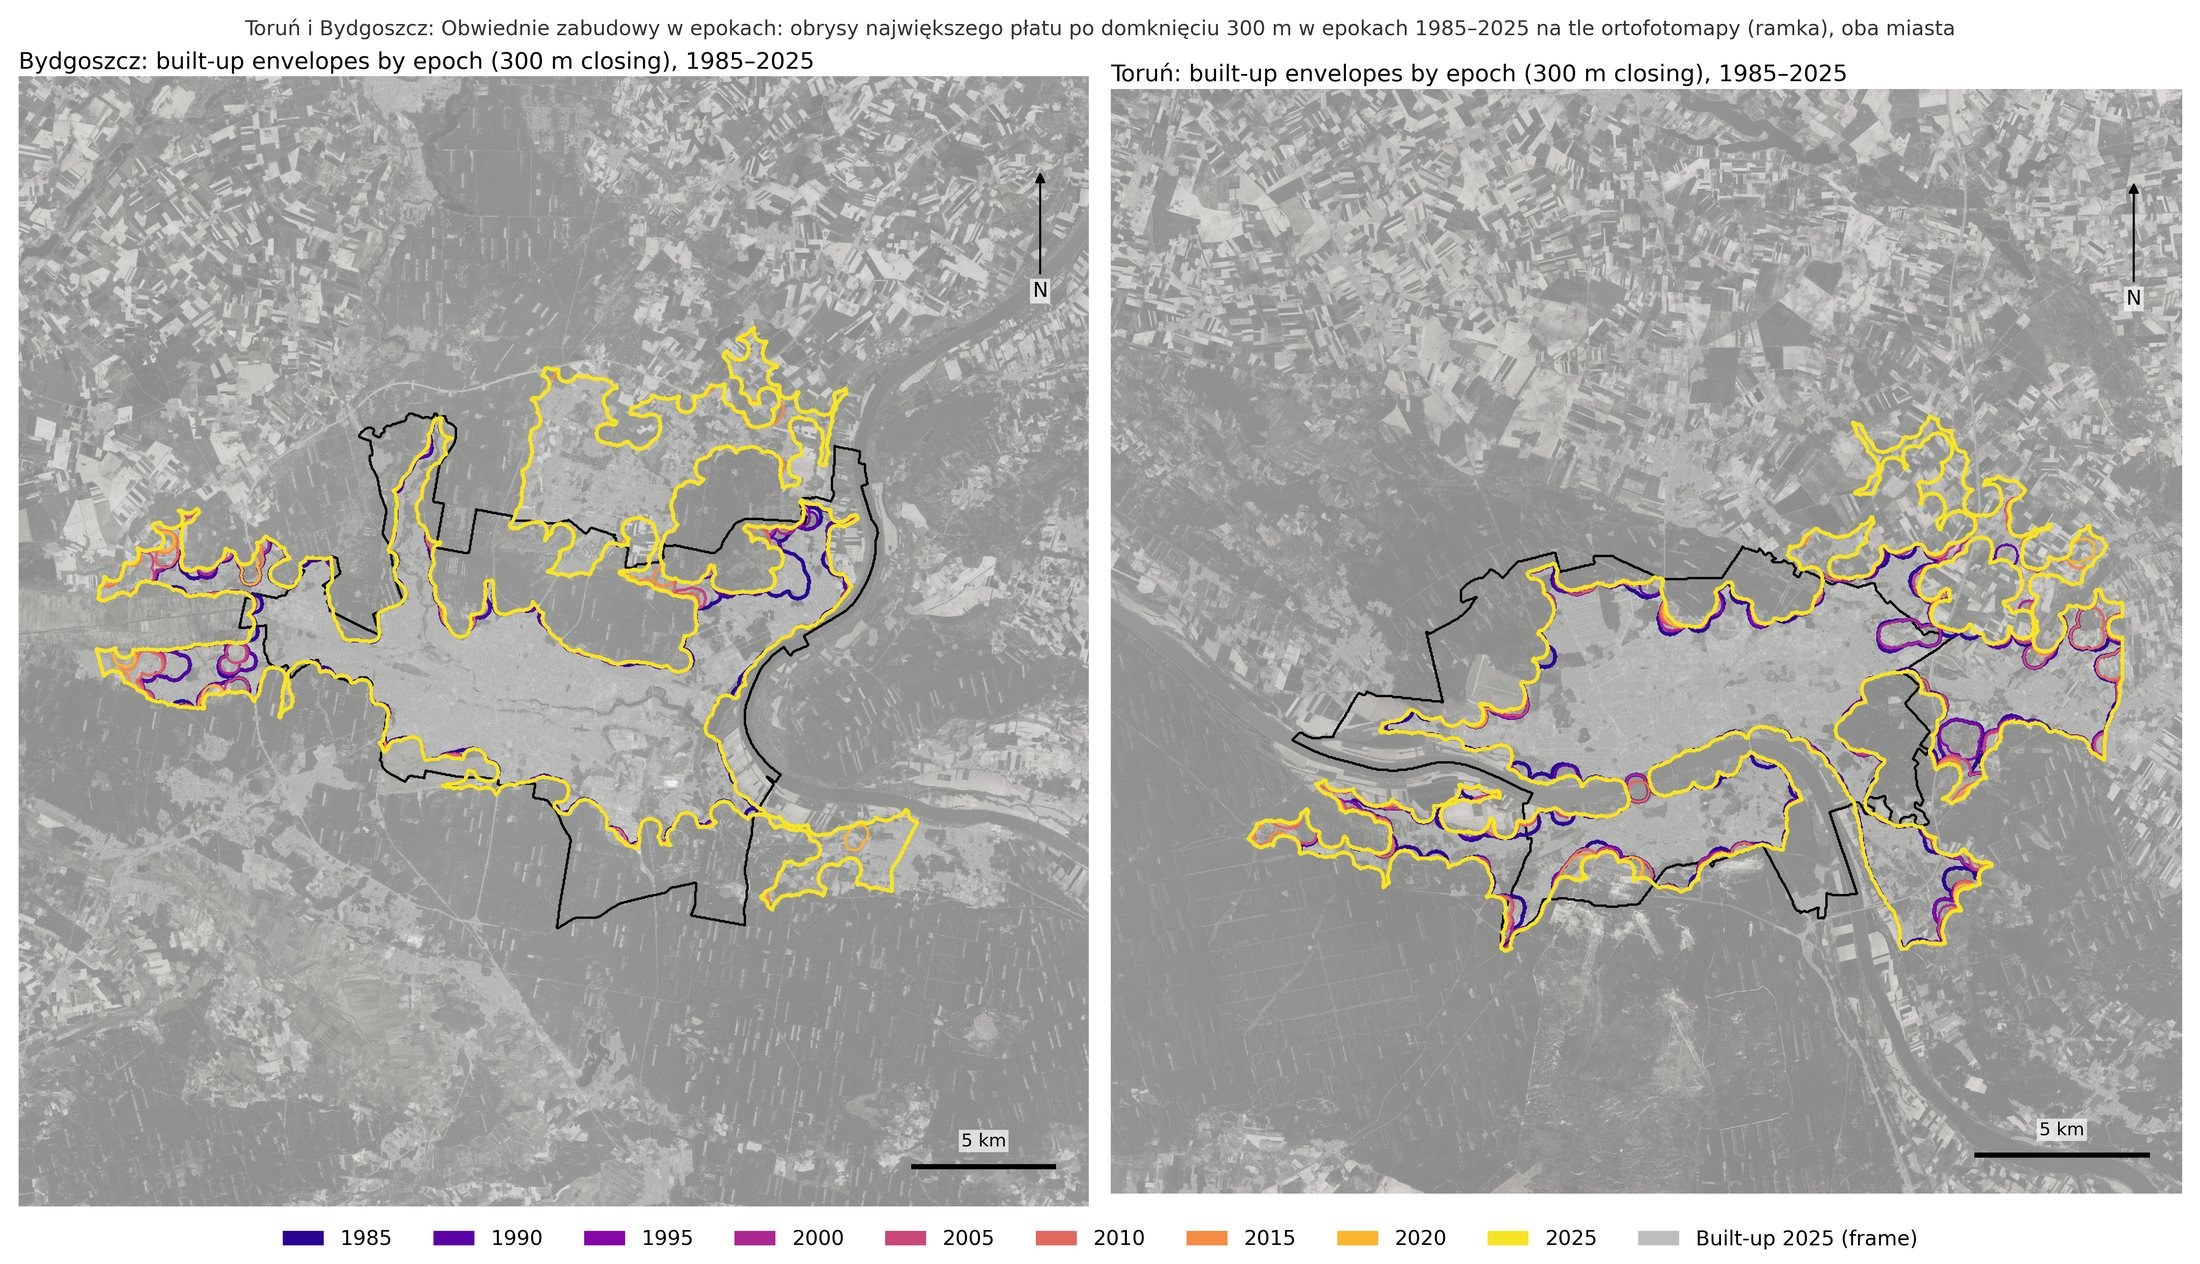 Toruń i Bydgoszcz: Obwiednie zabudowy w epokach: obrysy największego płatu po domknięciu 300 m w epokach 1985–2025 na tle ortofotomapy (ramka), oba miasta
Bydgoszcz: built-up envelopes by epoch (300 m closing), 1985–2025
Toruń: built-up envelopes by epoch (300 m closing), 1985–2025
N
N
5 km
5 km
1985 1990 1995 2000 2005 2010 2015 2020 2025 Built-up 2025 (frame)